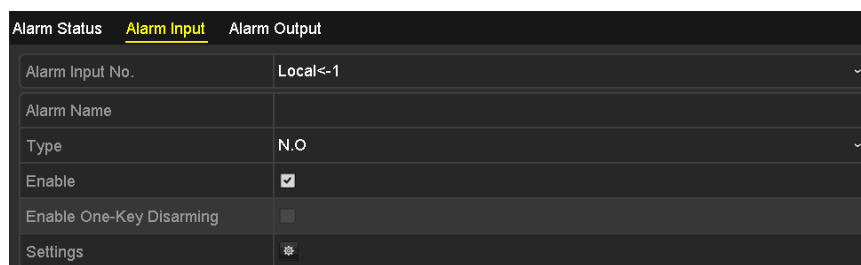 Alarm Status Alarm Input Alarm Output
Alarm Input No. Local<-1
Alarm Name
Type N.O
Enable
Enable One-Key Disarming
Settings